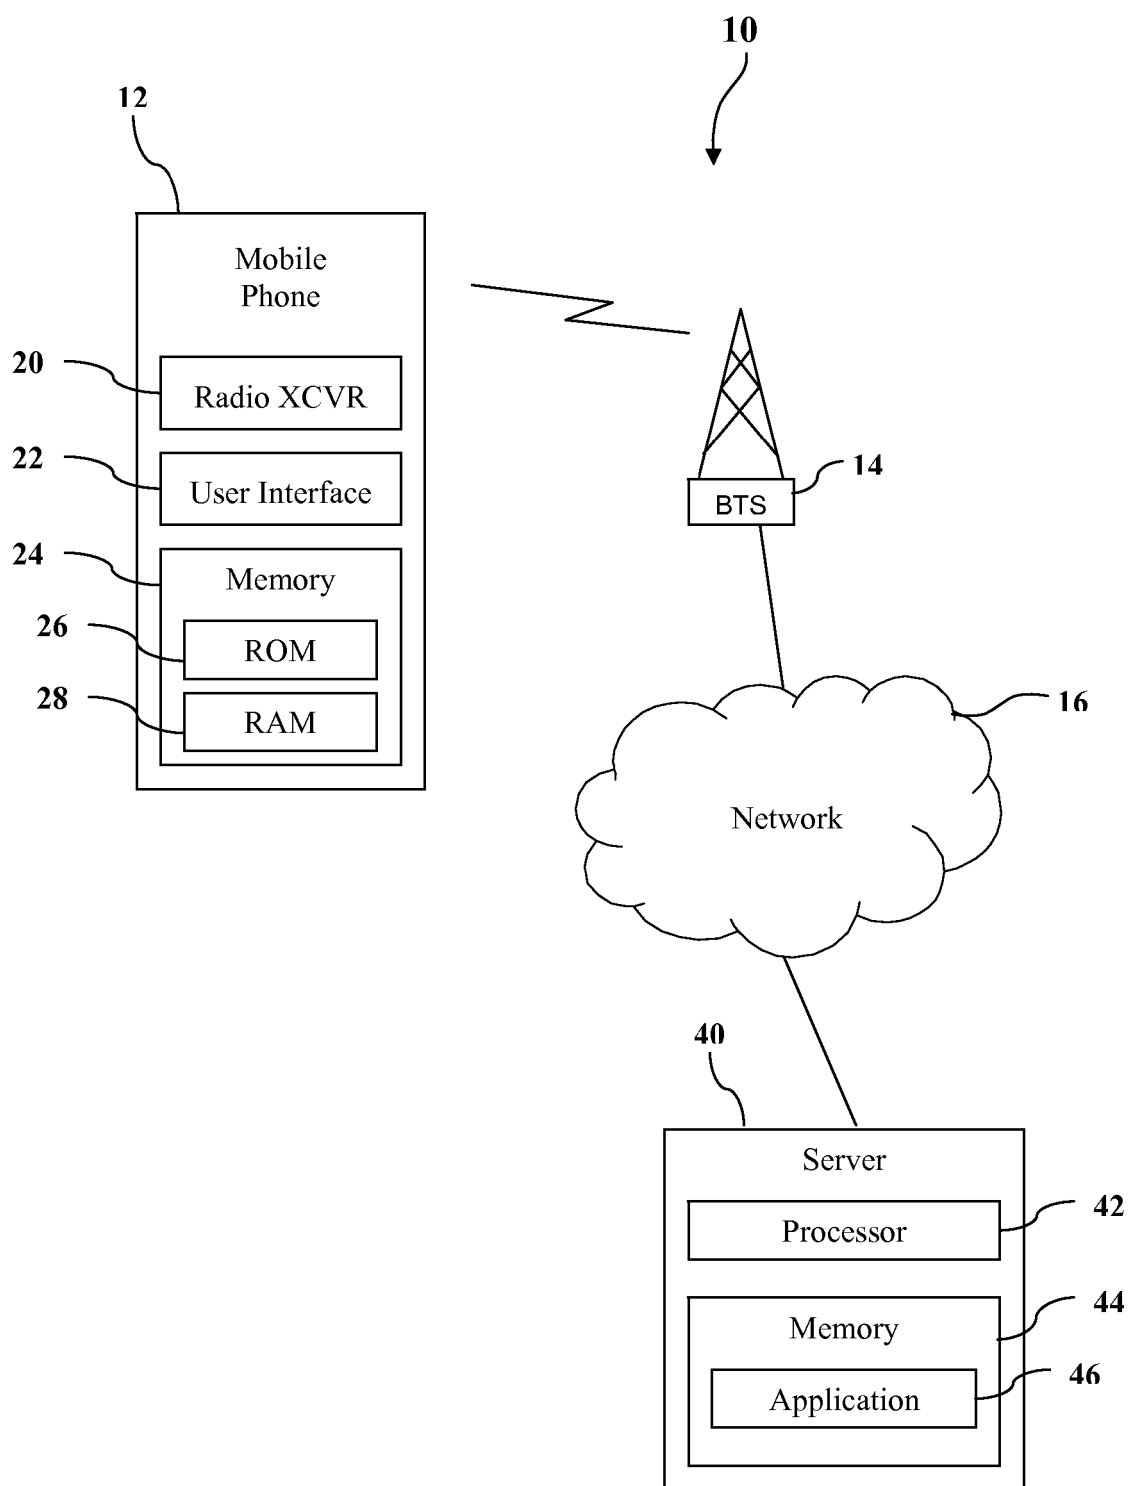 10
12
Mobile
Phone
20
Radio XCVR
22
User Interface
14
BTS
24
Memory
26
ROM
28
RAM
16
Network
40
Server
42
Processor
44
Memory
46
Application